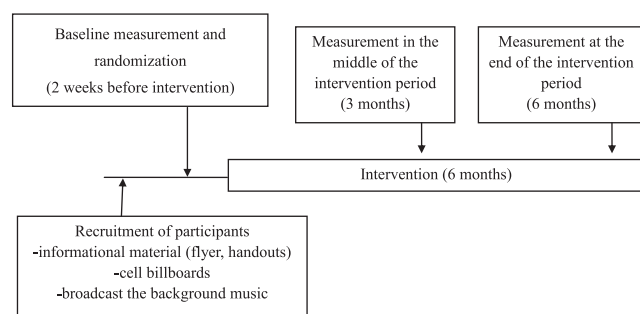 Baseline measurement and
randomization
(2 weeks before intervention)
Measurement in the
middle of the
intervention period
(3 months)
Measurement at the
end of the intervention
period
(6 months)
Intervention (6 months)
Recruitment of participants
-informational material (flyer, handouts)
-cell billboards
-broadcast the background music